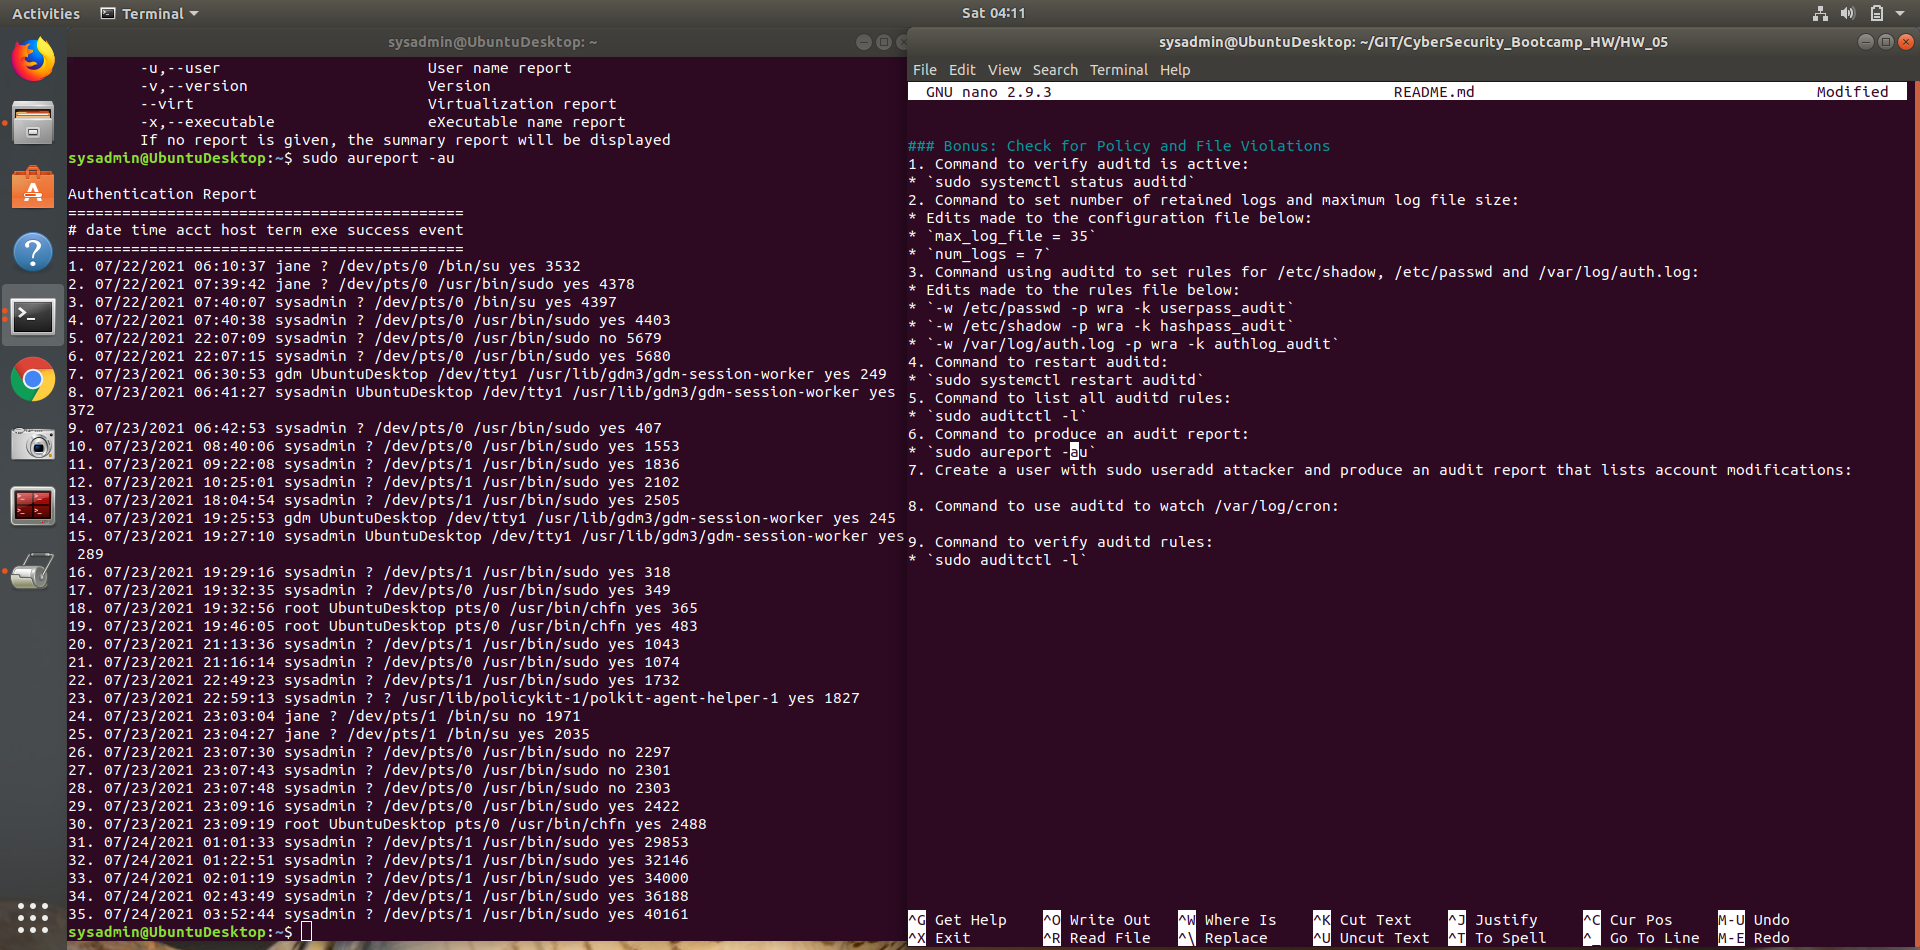 Activities
Terminal
Sat 04:11
sysadmin@UbuntuDesktop: ~
-u,--user User name report
-v,--version Version
--virt Virtualization report
-x,--executable eXecutable name report
If no report is given, the summary report will be displayed
sysadmin@UbuntuDesktop:~$ sudo aureport -au
Authentication Report
============================================
# date time acct host term exe success event
============================================
1. 07/22/2021 06:10:37 jane ? /dev/pts/0 /bin/su yes 3532
2. 07/22/2021 07:39:42 jane ? /dev/pts/0 /usr/bin/sudo yes 4378
3. 07/22/2021 07:40:07 sysadmin ? /dev/pts/0 /bin/su yes 4397
4. 07/22/2021 07:40:38 sysadmin ? /dev/pts/0 /usr/bin/sudo yes 4403
5. 07/22/2021 22:07:09 sysadmin ? /dev/pts/0 /usr/bin/sudo no 5679
6. 07/22/2021 22:07:15 sysadmin ? /dev/pts/0 /usr/bin/sudo yes 5680
7. 07/23/2021 06:30:53 gdm UbuntuDesktop /dev/tty1 /usr/lib/gdm3/gdm-session-worker yes 249
8. 07/23/2021 06:41:27 sysadmin UbuntuDesktop /dev/tty1 /usr/lib/gdm3/gdm-session-worker yes
372
9. 07/23/2021 06:42:53 sysadmin ? /dev/pts/0 /usr/bin/sudo yes 407
10. 07/23/2021 08:40:06 sysadmin ? /dev/pts/0 /usr/bin/sudo yes 1553
11. 07/23/2021 09:22:08 sysadmin ? /dev/pts/1 /usr/bin/sudo yes 1836
12. 07/23/2021 10:25:01 sysadmin ? /dev/pts/1 /usr/bin/sudo yes 2102
13. 07/23/2021 18:04:54 sysadmin ? /dev/pts/1 /usr/bin/sudo yes 2505
14. 07/23/2021 19:25:53 gdm UbuntuDesktop /dev/tty1 /usr/lib/gdm3/gdm-session-worker yes 245
15. 07/23/2021 19:27:10 sysadmin UbuntuDesktop /dev/tty1 /usr/lib/gdm3/gdm-session-worker yes
289
16. 07/23/2021 19:29:16 sysadmin ? /dev/pts/1 /usr/bin/sudo yes 318
17. 07/23/2021 19:32:35 sysadmin ? /dev/pts/0 /usr/bin/sudo yes 349
18. 07/23/2021 19:32:56 root UbuntuDesktop pts/0 /usr/bin/chfn yes 365
19. 07/23/2021 19:46:05 root UbuntuDesktop pts/0 /usr/bin/chfn yes 483
20. 07/23/2021 21:13:36 sysadmin ? /dev/pts/1 /usr/bin/sudo yes 1043
21. 07/23/2021 21:16:14 sysadmin ? /dev/pts/0 /usr/bin/sudo yes 1074
22. 07/23/2021 22:49:23 sysadmin ? /dev/pts/1 /usr/bin/sudo yes 1732
23. 07/23/2021 22:59:13 sysadmin ? ? /usr/lib/policykit-1/polkit-agent-helper-1 yes 1827
24. 07/23/2021 23:03:04 jane ? /dev/pts/1 /bin/su no 1971
25. 07/23/2021 23:04:27 jane ? /dev/pts/1 /bin/su yes 2035
26. 07/23/2021 23:07:30 sysadmin ? /dev/pts/0 /usr/bin/sudo no 2297
27. 07/23/2021 23:07:43 sysadmin ? /dev/pts/0 /usr/bin/sudo no 2301
28. 07/23/2021 23:07:48 sysadmin ? /dev/pts/0 /usr/bin/sudo no 2303
29. 07/23/2021 23:09:16 sysadmin ? /dev/pts/0 /usr/bin/sudo yes 2422
30. 07/23/2021 23:09:19 root UbuntuDesktop pts/0 /usr/bin/chfn yes 2488
31. 07/24/2021 01:01:33 sysadmin ? /dev/pts/1 /usr/bin/sudo yes 29853
32. 07/24/2021 01:22:51 sysadmin ? /dev/pts/1 /usr/bin/sudo yes 32146
33. 07/24/2021 02:01:19 sysadmin ? /dev/pts/1 /usr/bin/sudo yes 34000
34. 07/24/2021 02:43:49 sysadmin ? /dev/pts/1 /usr/bin/sudo yes 36188
35. 07/24/2021 03:52:44 sysadmin ? /dev/pts/1 /usr/bin/sudo yes 40161
sysadmin@UbuntuDesktop:~$
sysadmin@UbuntuDesktop: ~/GIT/CyberSecurity_Bootcamp_HW/HW_05
File Edit View Search Terminal Help
GNU nano 2.9.3 README.md Modified
### Bonus: Check for Policy and File Violations
1. Command to verify auditd is active:
* `sudo systemctl status auditd`
2. Command to set number of retained logs and maximum log file size:
* Edits made to the configuration file below:
* `max_log_file = 35`
* `num_logs = 7`
3. Command using auditd to set rules for /etc/shadow, /etc/passwd and /var/log/auth.log:
* Edits made to the rules file below:
* `-w /etc/passwd -p wra -k userpass_audit`
* `-w /etc/shadow -p wra -k hashpass_audit`
* `-w /var/log/auth.log -p wra -k authlog_audit`
4. Command to restart auditd:
* `sudo systemctl restart auditd`
5. Command to list all auditd rules:
* `sudo auditctl -l`
6. Command to produce an audit report:
* `sudo aureport -au`
7. Create a user with sudo useradd attacker and produce an audit report that lists account modifications:
8. Command to use auditd to watch /var/log/cron:
9. Command to verify auditd rules:
* `sudo auditctl -l`
^G Get Help ^O Write Out ^W Where Is ^K Cut Text ^J Justify ^C Cur Pos M-U Undo
^X Exit ^R Read File ^\ Replace ^U Uncut Text ^T To Spell ^_ Go To Line M-E Redo